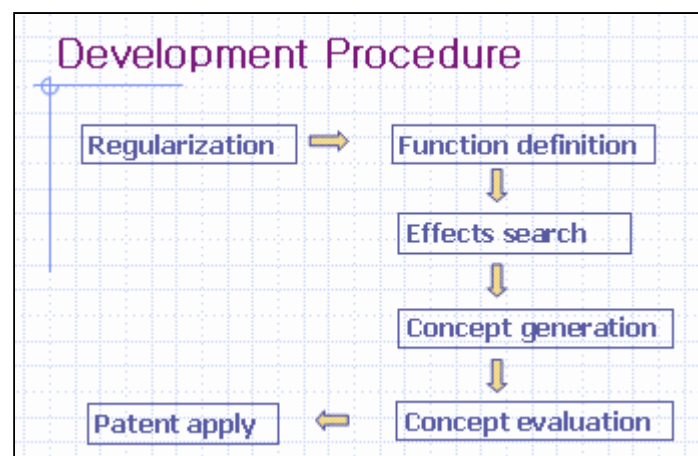 Development Procedure
Regularization
Function definition
Effects search
Concept generation
Concept evaluation
Patent apply